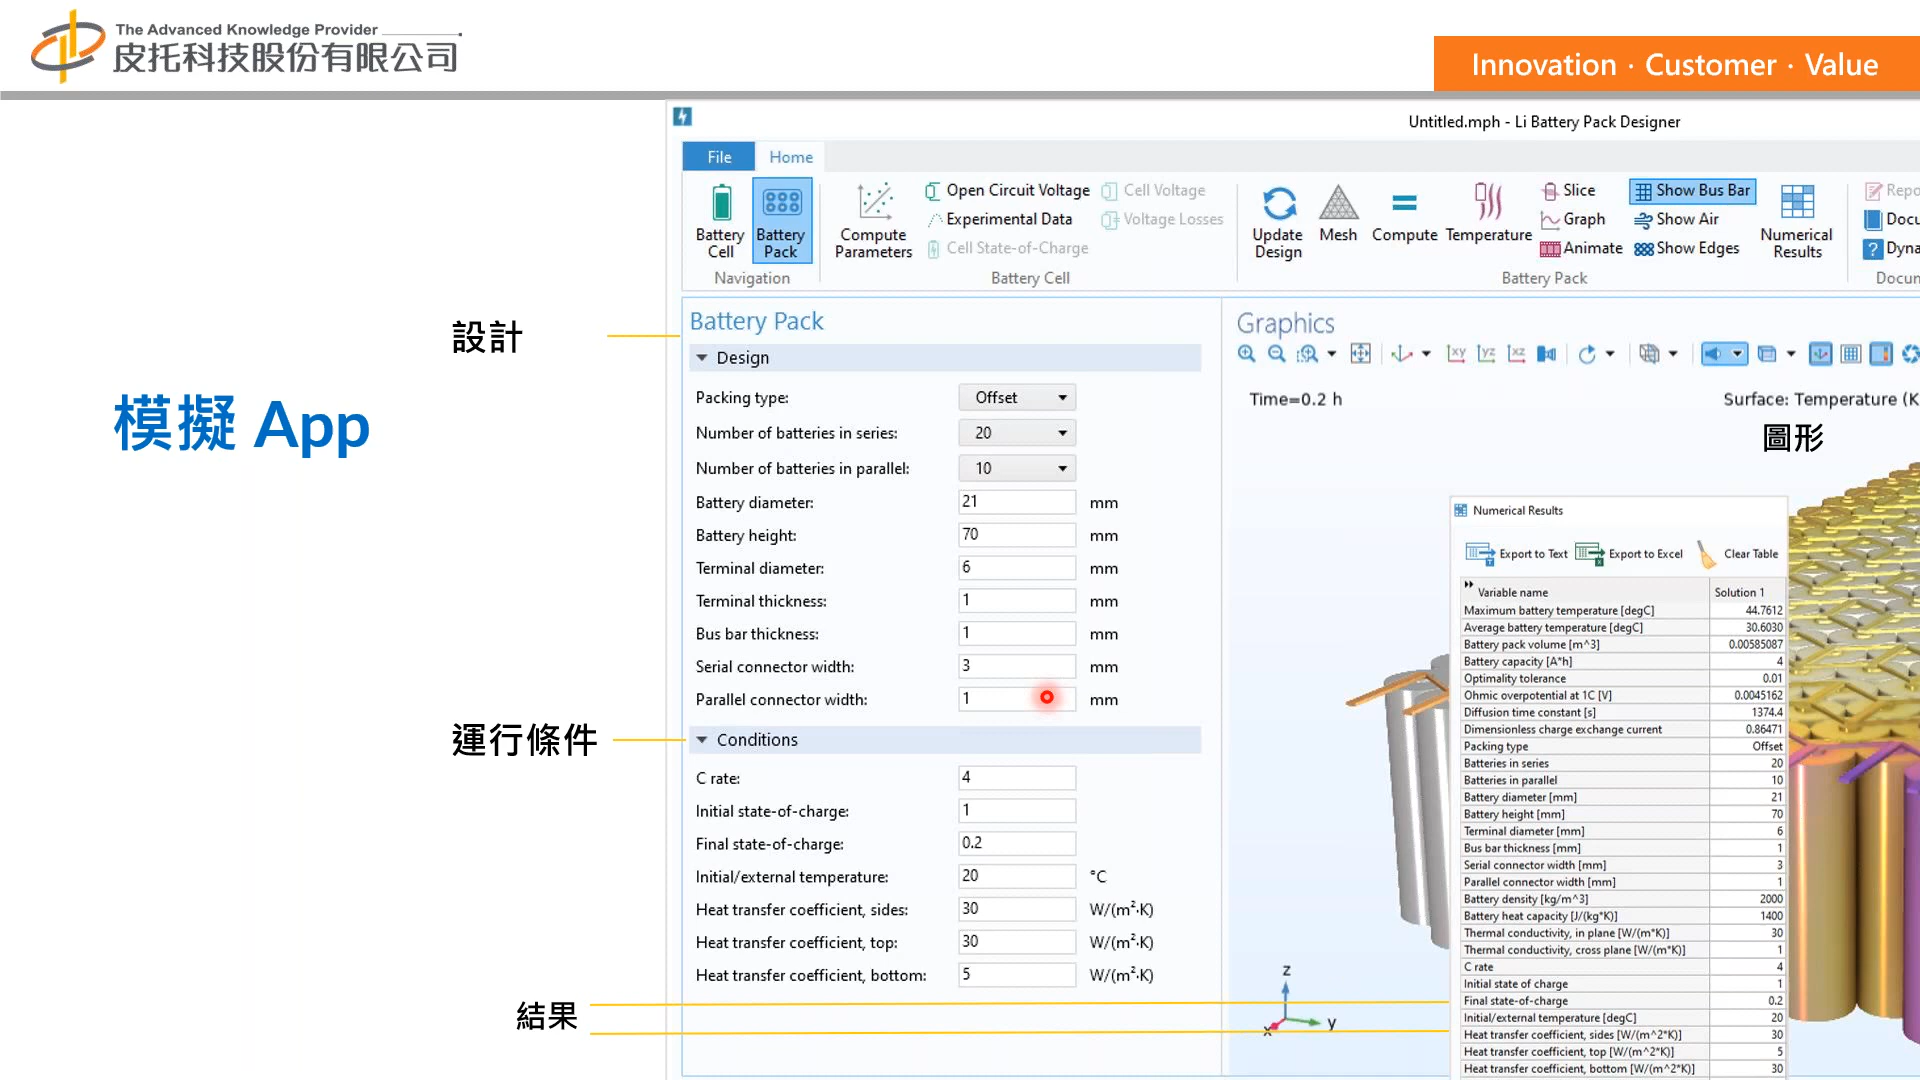 The Advanced Knowledge Provider
皮托科技股份有限公司
Innovation · Customer · Value
模擬 App
設計
運行條件
結果
圖形
Untitled.mph - Li Battery Pack Designer
File Home
Battery Cell
Battery Pack
Navigation
Compute Parameters
Open Circuit Voltage
Experimental Data
Cell State-of-Charge
Cell Voltage
Voltage Losses
Battery Cell
Update Design
Mesh
Compute
Temperature
Slice
Graph
Animate
Show Bus Bar
Show Air
Show Edges
Numerical Results
Battery Pack
Repo
Docu
Dyna
Docun
Battery Pack
Design
Packing type: Offset
Number of batteries in series: 20
Number of batteries in parallel: 10
Battery diameter: 21 mm
Battery height: 70 mm
Terminal diameter: 6 mm
Terminal thickness: 1 mm
Bus bar thickness: 1 mm
Serial connector width: 3 mm
Parallel connector width: 1 mm
Conditions
C rate: 4
Initial state-of-charge: 1
Final state-of-charge: 0.2
Initial/external temperature: 20 °C
Heat transfer coefficient, sides: 30 W/(m²·K)
Heat transfer coefficient, top: 30 W/(m²·K)
Heat transfer coefficient, bottom: 5 W/(m²·K)
Graphics
xy yz xz
Time=0.2 h
Surface: Temperature (K
z
y
x
Numerical Results
Export to Text Export to Excel Clear Table
Variable name Solution 1
Maximum battery temperature [degC] 44.7612
Average battery temperature [degC] 30.6030
Battery pack volume [m^3] 0.00585087
Battery capacity [A*h] 4
Optimality tolerance 0.01
Ohmic overpotential at 1C [V] 0.0045162
Diffusion time constant [s] 1374.4
Dimensionless charge exchange current 0.86471
Packing type Offset
Batteries in series 20
Batteries in parallel 10
Battery diameter [mm] 21
Battery height [mm] 70
Terminal diameter [mm] 6
Bus bar thickness [mm] 1
Serial connector width [mm] 3
Parallel connector width [mm] 1
Battery density [kg/m^3] 2000
Battery heat capacity [J/(kg*K)] 1400
Thermal conductivity, in plane [W/(m*K)] 30
Thermal conductivity, cross plane [W/(m*K)] 1
C rate 4
Initial state of charge 1
Final state-of-charge 0.2
Initial/external temperature [degC] 20
Heat transfer coefficient, sides [W/(m^2*K)] 30
Heat transfer coefficient, top [W/(m^2*K)] 5
Heat transfer coefficient, bottom [W/(m^2*K)] 30